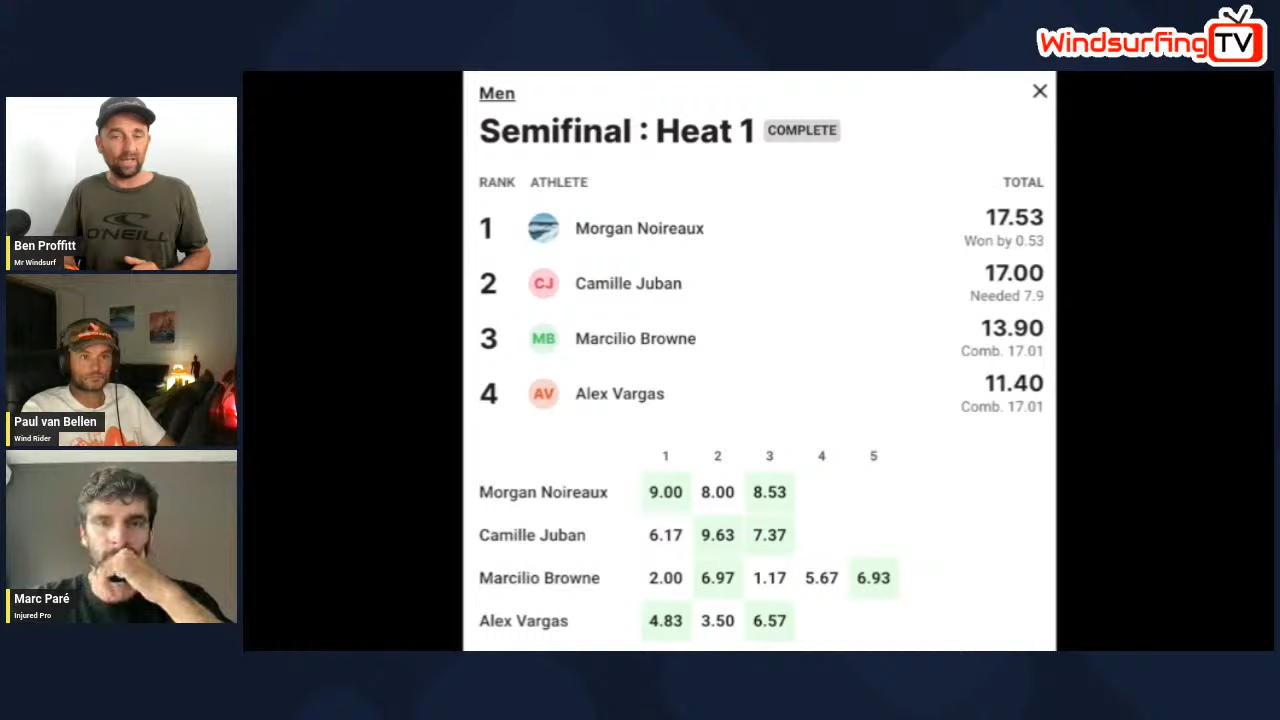 Windsurfing TV
Men
Semifinal : Heat 1 COMPLETE
RANK ATHLETE TOTAL
1 Morgan Noireaux 17.53
Won by 0.53
2 CJ Camille Juban 17.00
Needed 7.9
3 MB Marcilio Browne 13.90
Comb. 17.01
4 AV Alex Vargas 11.40
Comb. 17.01
1 2 3 4 5
Morgan Noireaux 9.00 8.00 8.53
Camille Juban 6.17 9.63 7.37
Marcilio Browne 2.00 6.97 1.17 5.67 6.93
Alex Vargas 4.83 3.50 6.57
O'NEILL
Ben Proffitt
Mr Windsurf
Paul van Bellen
Wind Rider
Marc Paré
Injured Pro